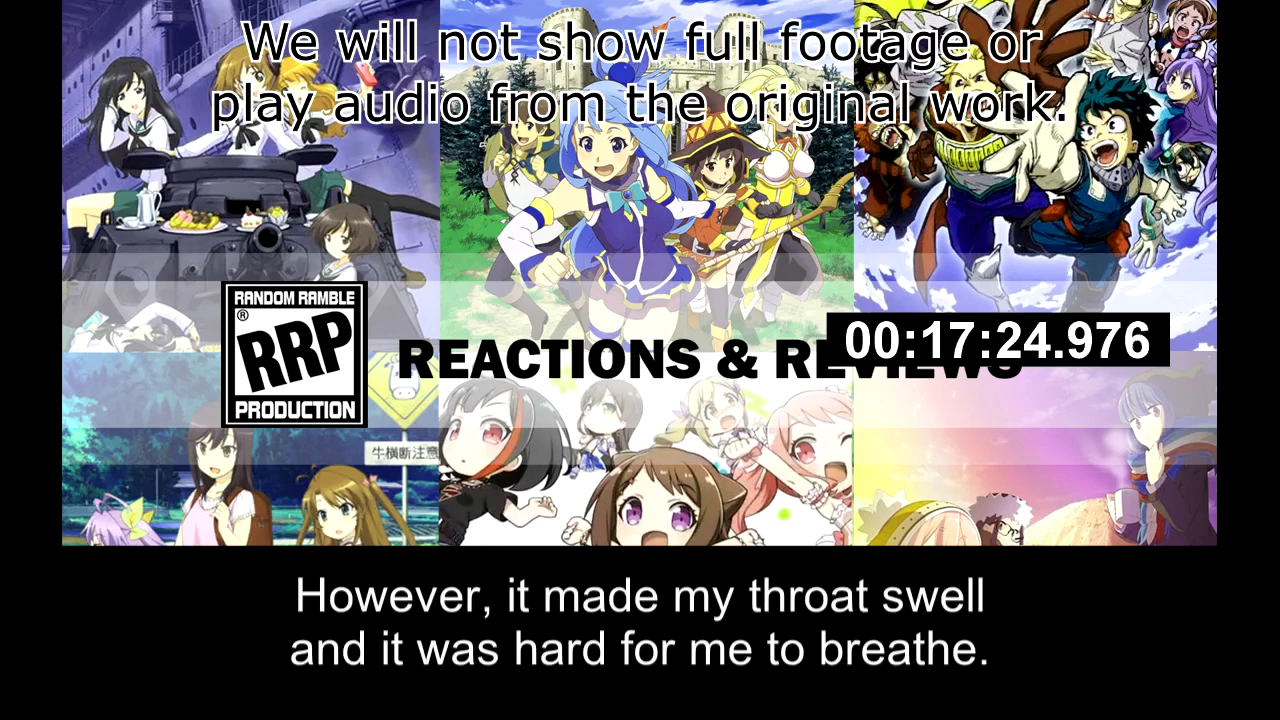 We will not show full footage or
play audio from the original work.
RANDOM RAMBLE
®
RRP
PRODUCTION
REACTIONS & REVIEWS
00:17:24.976
牛横断注意
However, it made my throat swell
and it was hard for me to breathe.